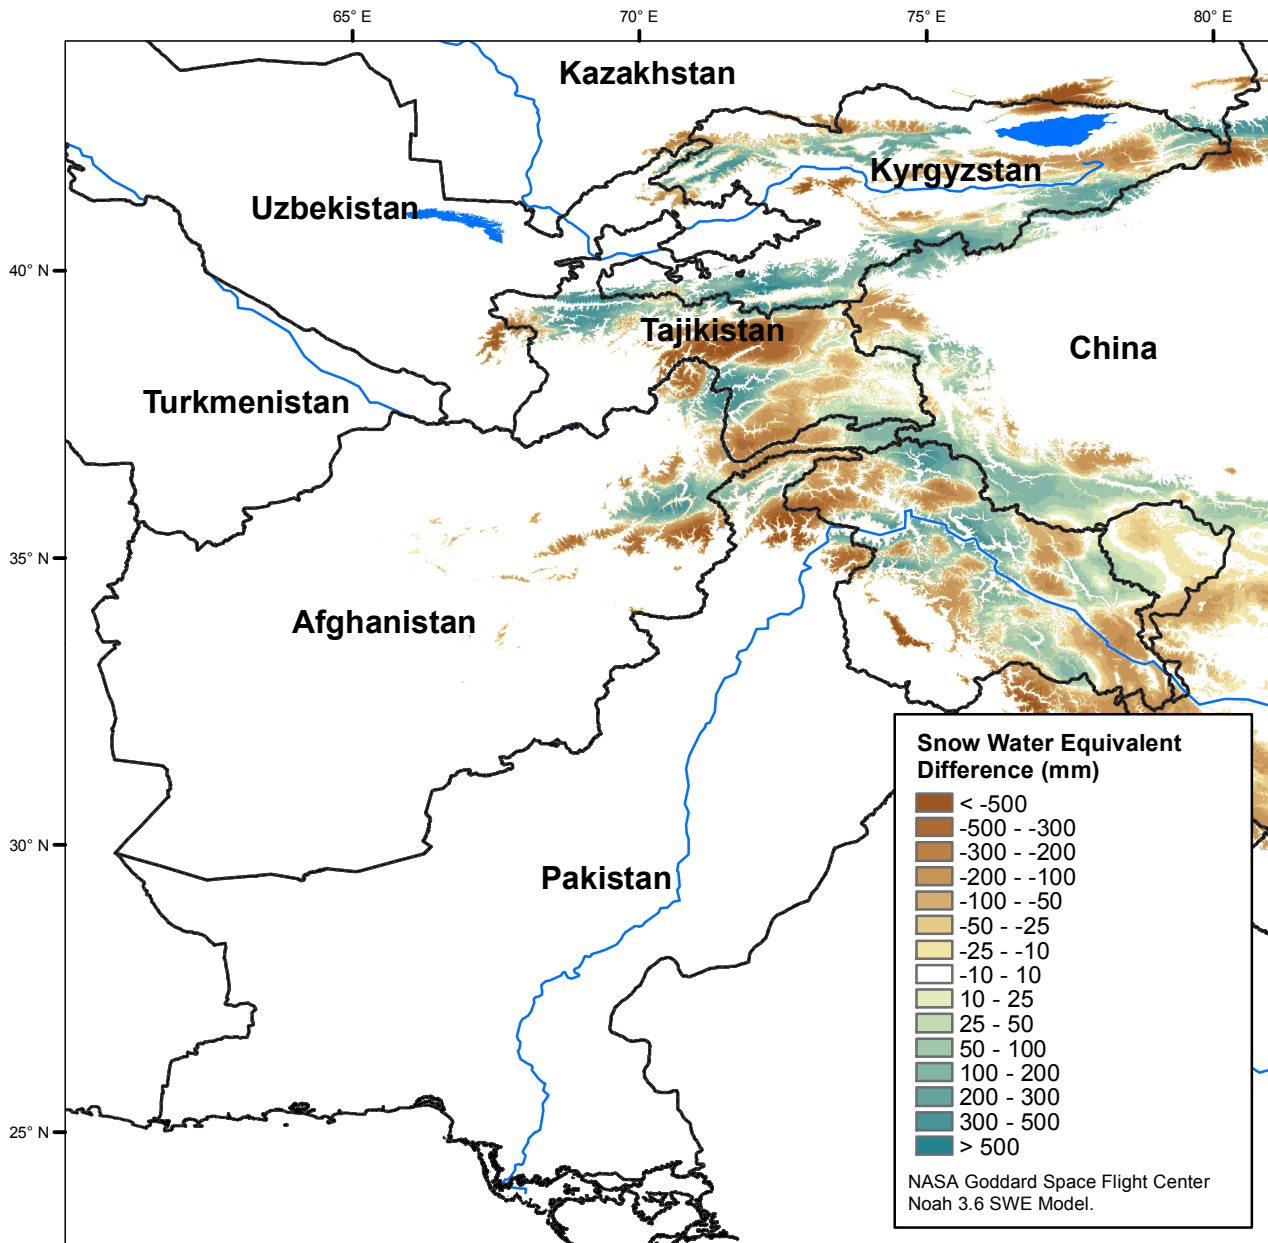 65° E
70° E
75° E
80° E
Kazakhstan
Kyrgyzstan
Uzbekistan
40° N
Tajikistan
China
Turkmenistan
35° N
Afghanistan
30° N
Pakistan
25° N
Snow Water Equivalent
Difference (mm)
< -500
-500 - -300
-300 - -200
-200 - -100
-100 - -50
-50 - -25
-25 - -10
-10 - 10
10 - 25
25 - 50
50 - 100
100 - 200
200 - 300
300 - 500
> 500
NASA Goddard Space Flight Center
Noah 3.6 SWE Model.